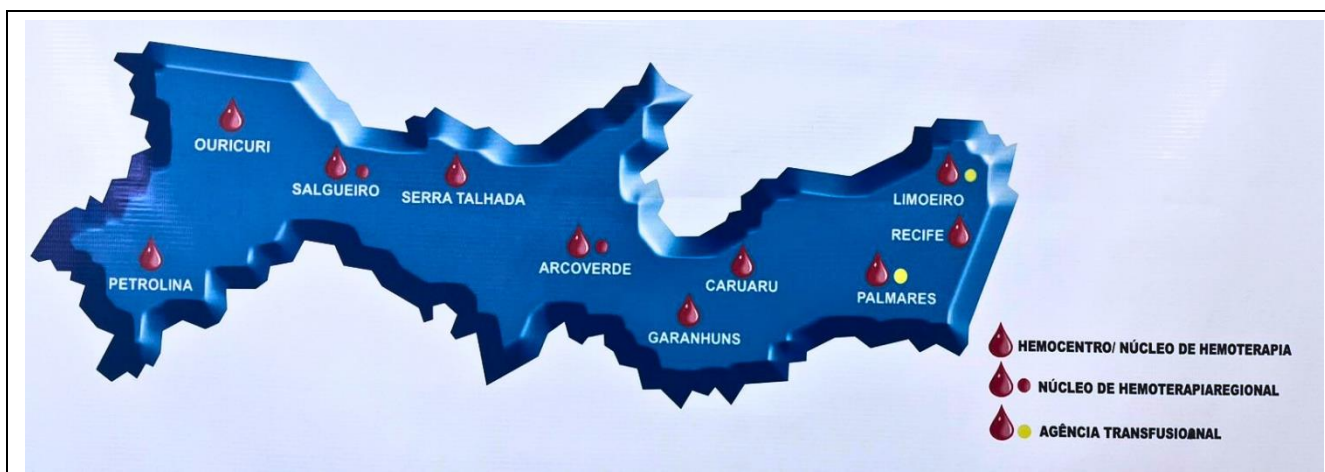 OURICURI
SALGUEIRO
SERRA TALHADA
LIMOEIRO
RECIFE
ARCOVERDE
CARUARU
PETROLINA
PALMARES
GARANHUNS
HEMOCENTRO/ NÚCLEO DE HEMOTERAPIA
NÚCLEO DE HEMOTERAPIAREGIONAL
AGÊNCIA TRANSFUSIONAL